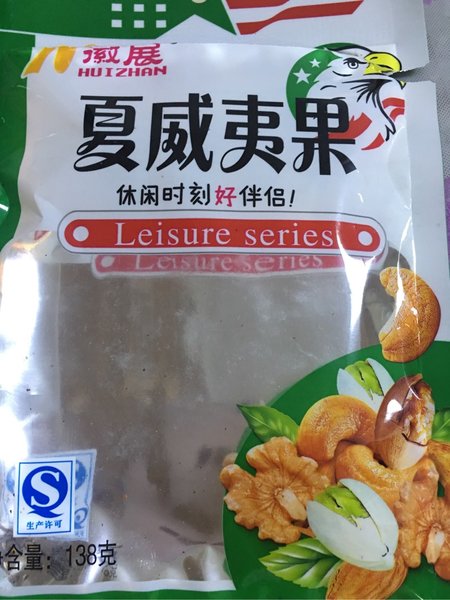 徽展
HUIZHAN
夏威夷果
休闲时刻好伴侣!
Leisure series
Leisure series
生产许可
含量: 138克